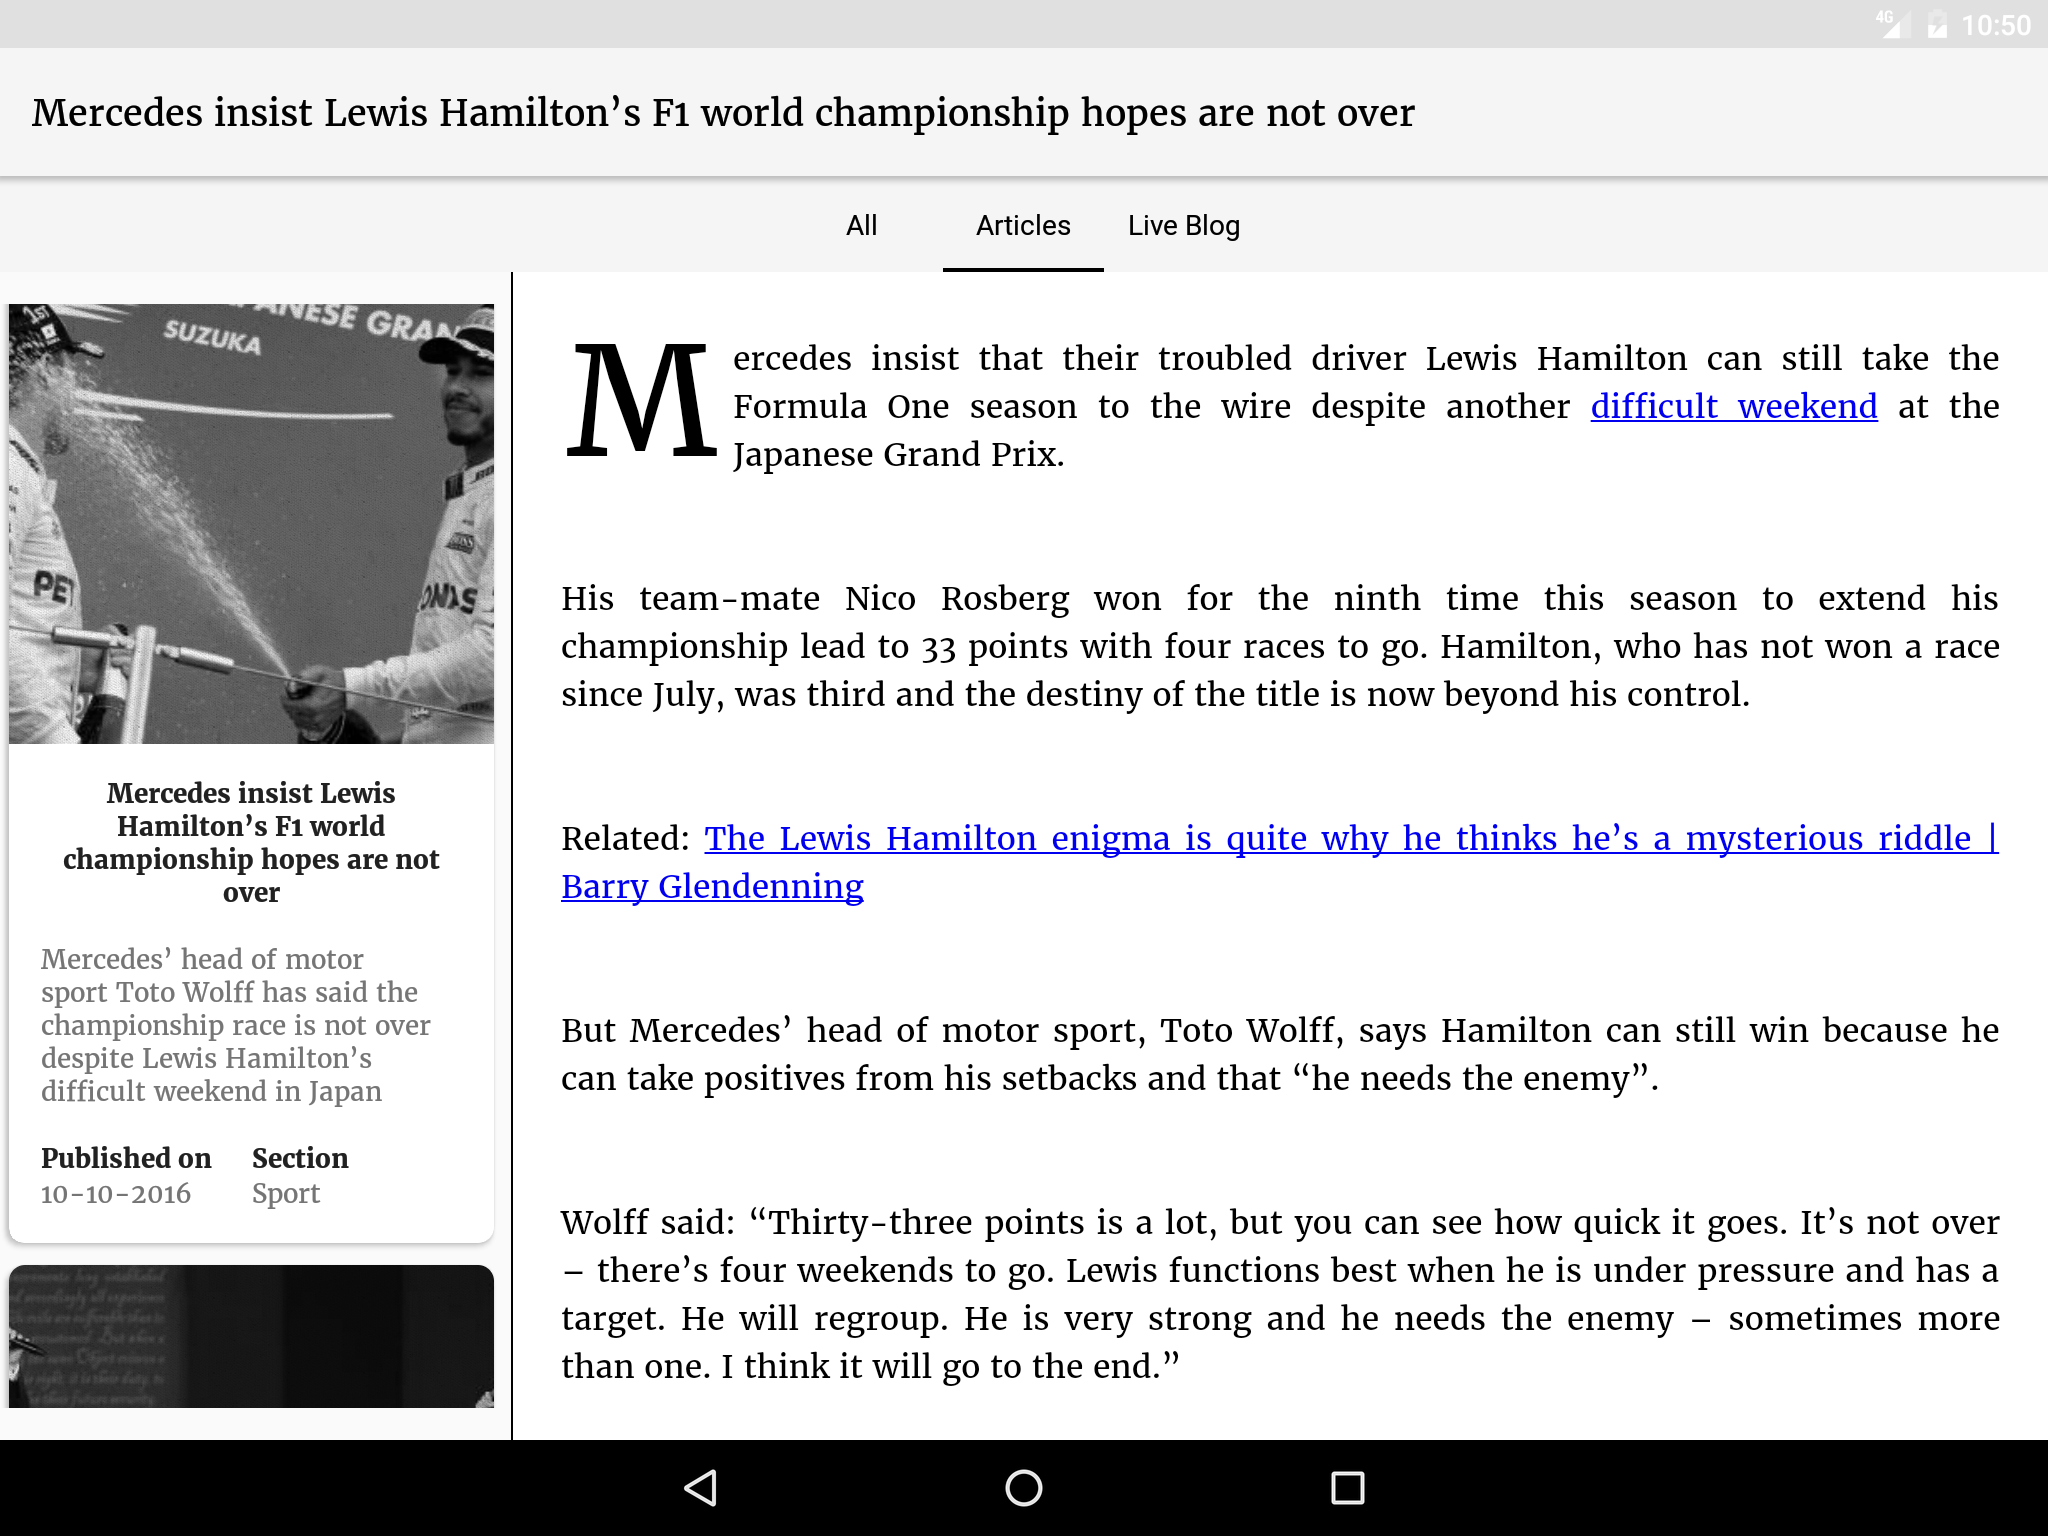 4G 10:50
Mercedes insist Lewis Hamilton’s F1 world championship hopes are not over
All Articles Live Blog
1ST
PANESE GRAN
SUZUKA
PET
ONAS
Mercedes insist Lewis
Hamilton’s F1 world
championship hopes are not
over
Mercedes’ head of motor
sport Toto Wolff has said the
championship race is not over
despite Lewis Hamilton’s
difficult weekend in Japan
Published on Section
10-10-2016 Sport
Mercedes insist that their troubled driver Lewis Hamilton can still take the
Formula One season to the wire despite another difficult weekend at the
Japanese Grand Prix.
His team-mate Nico Rosberg won for the ninth time this season to extend his
championship lead to 33 points with four races to go. Hamilton, who has not won a race
since July, was third and the destiny of the title is now beyond his control.
Related: The Lewis Hamilton enigma is quite why he thinks he’s a mysterious riddle |
Barry Glendenning
But Mercedes’ head of motor sport, Toto Wolff, says Hamilton can still win because he
can take positives from his setbacks and that “he needs the enemy”.
Wolff said: “Thirty-three points is a lot, but you can see how quick it goes. It’s not over
– there’s four weekends to go. Lewis functions best when he is under pressure and has a
target. He will regroup. He is very strong and he needs the enemy – sometimes more
than one. I think it will go to the end.”